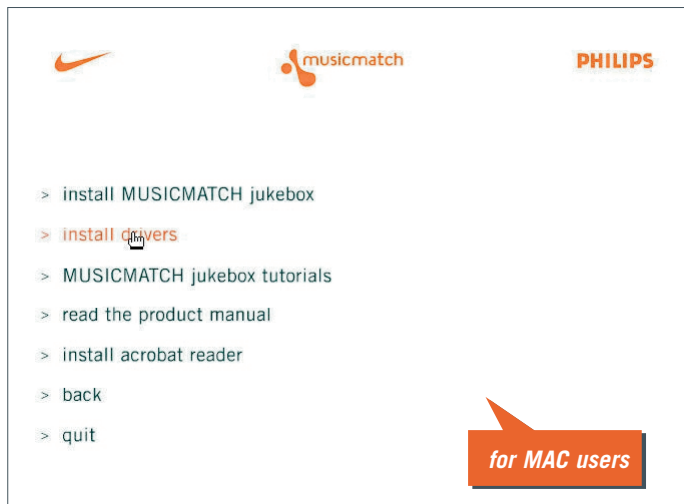 musicmatch
PHILIPS
> install MUSICMATCH jukebox
> install drivers
> MUSICMATCH jukebox tutorials
> read the product manual
> install acrobat reader
> back
> quit
for MAC users